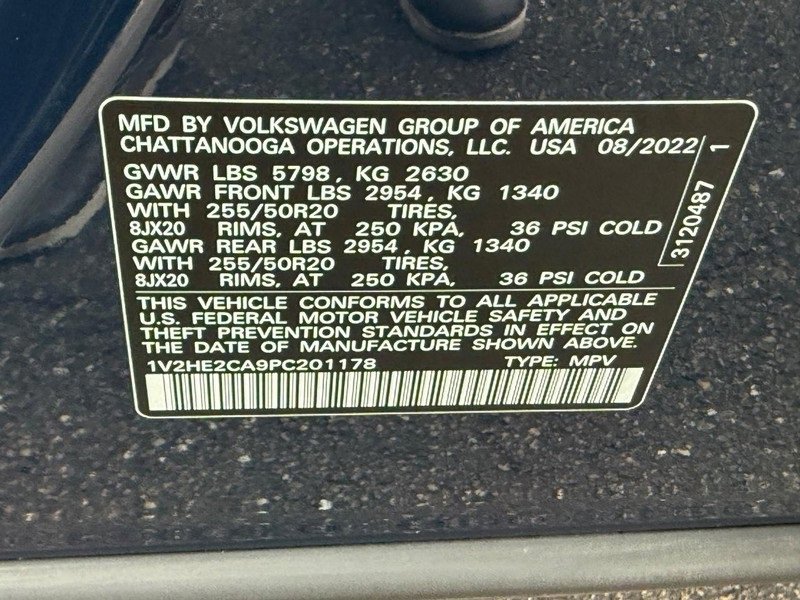 MFD BY VOLKSWAGEN GROUP OF AMERICA
CHATTANOOGA OPERATIONS, LLC. USA 08/2022
GVWR LBS 5798, KG 2630
GAWR FRONT LBS 2954, KG 1340
WITH 255/50R20 TIRES,
8JX20 RIMS, AT 250 KPA, 36 PSI COLD
GAWR REAR LBS 2954, KG 1340
WITH 255/50R20 TIRES,
8JX20 RIMS, AT 250 KPA, 36 PSI COLD
THIS VEHICLE CONFORMS TO ALL APPLICABLE
U.S. FEDERAL MOTOR VEHICLE SAFETY AND
THEFT PREVENTION STANDARDS IN EFFECT ON
THE DATE OF MANUFACTURE SHOWN ABOVE.
1V2HE2CA9PC201178 TYPE: MPV
3120487 1